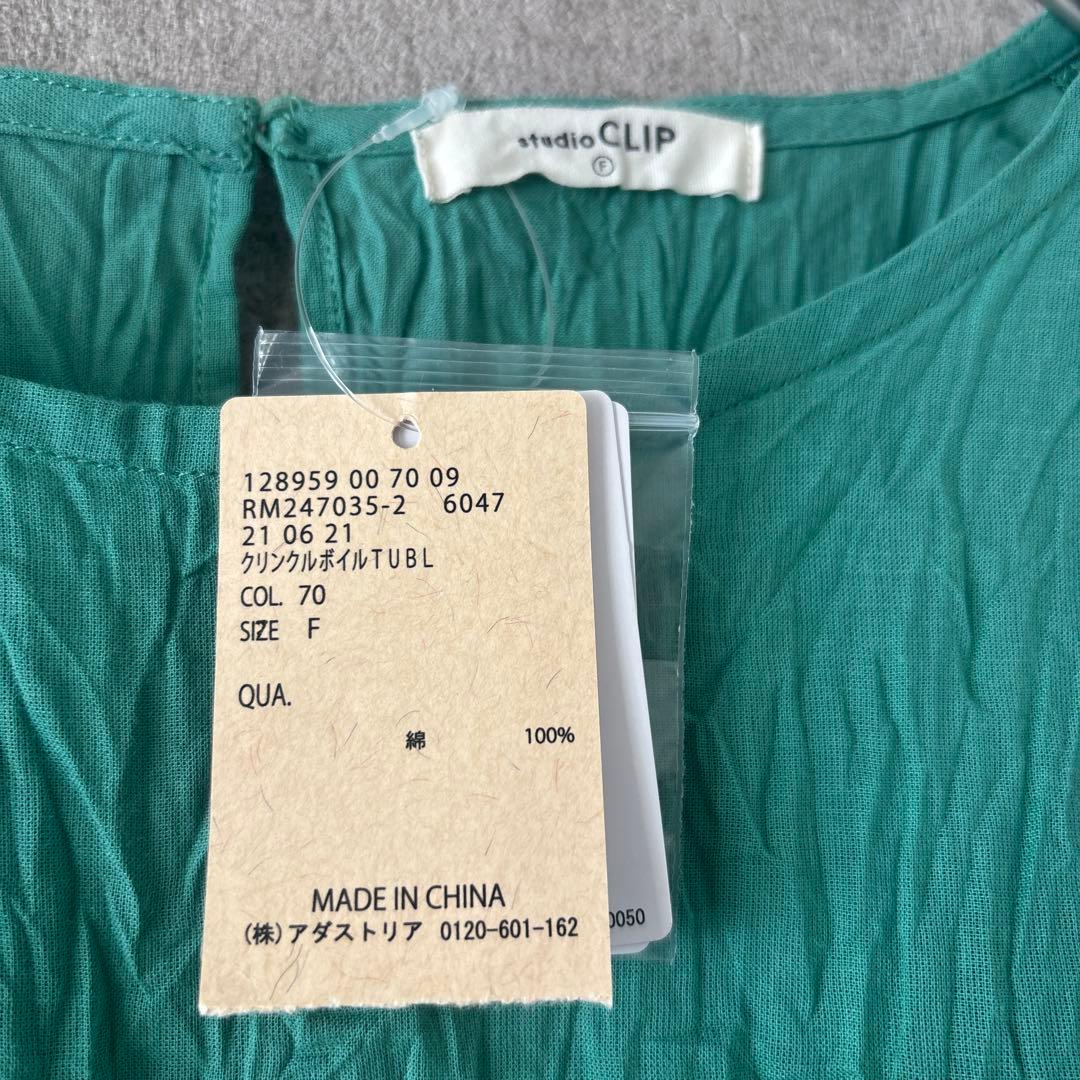 studio CLIP
F
128959 00 70 09
RM247035-2 6047
21 06 21
クリンクルボイルTUBL
COL. 70
SIZE F
QUA.
綿 100%
MADE IN CHINA
(株)アダストリア 0120-601-162
0050